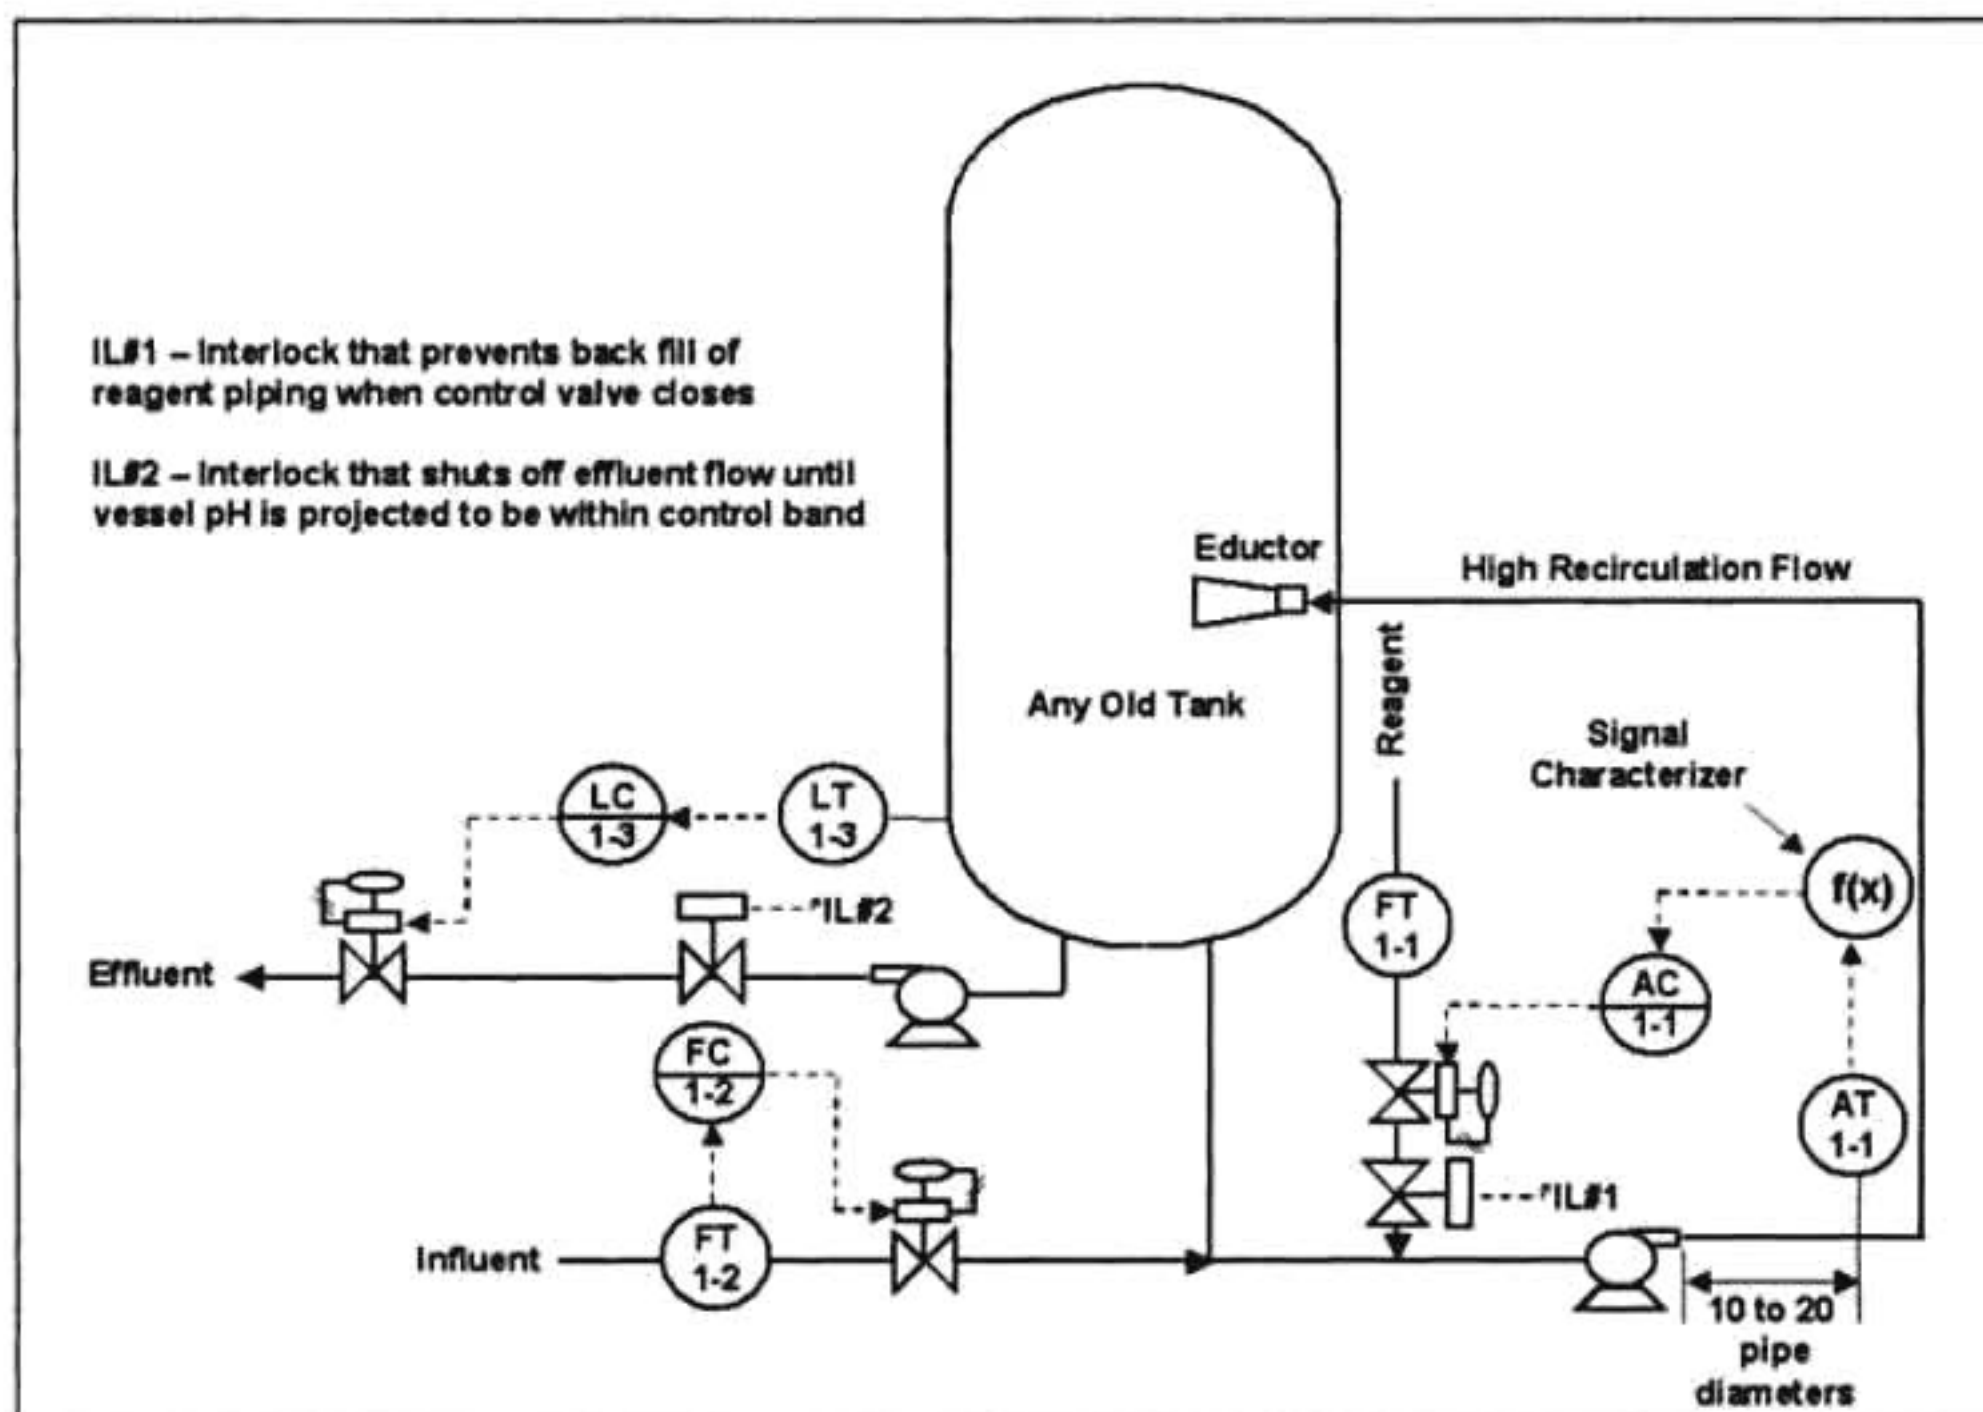 IL#1 – Interlock that prevents back fill of
reagent piping when control valve closes
IL#2 – Interlock that shuts off effluent flow until
vessel pH is projected to be within control band
Eductor
High Recirculation Flow
Reagent
Any Old Tank
Signal
Characterizer
LC
1-3
LT
1-3
f(x)
FT
1-1
IL#2
Effluent
AC
1-1
FC
1-2
AT
1-1
IL#1
Influent
FT
1-2
10 to 20
pipe
diameters